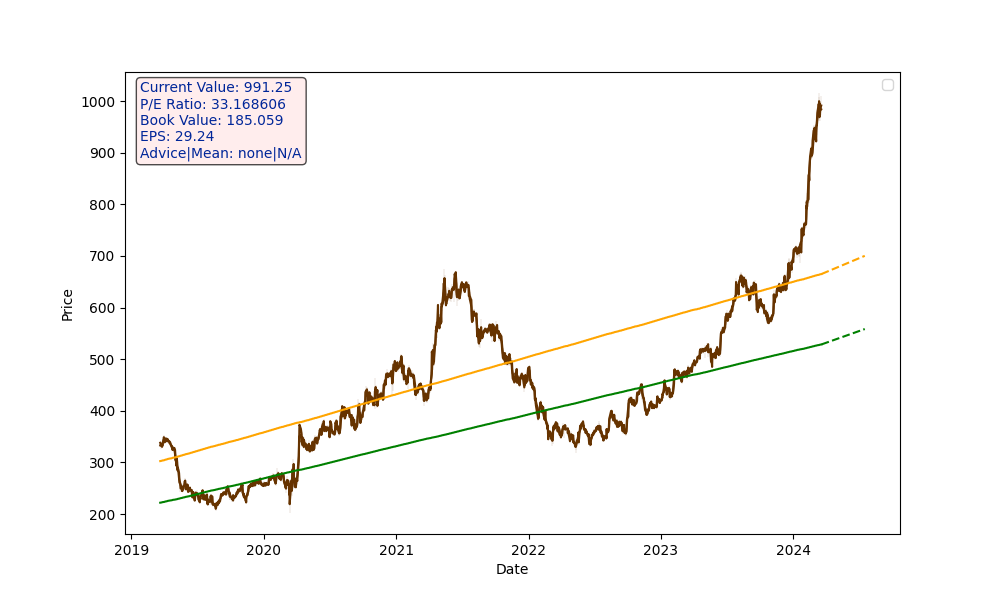 Current Value: 991.25
P/E Ratio: 33.168606
Book Value: 185.059
EPS: 29.24
Advice|Mean: none|N/A
1000
900
800
700
600
500
400
300
200
Price
2019 2020 2021 2022 2023 2024
Date